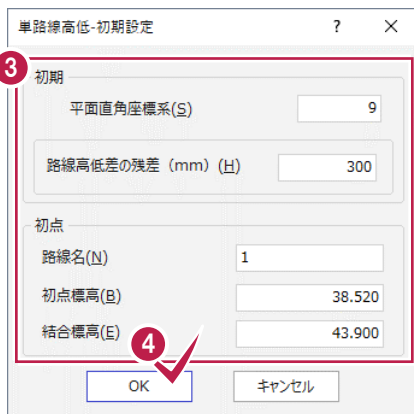 単路線高低-初期設定 ? ×
3
初期
平面直角座標系(S) 9
路線高低差の残差 (mm) (H) 300
初点
路線名(N) 1
初点標高(B) 38.520
結合標高(E) 43.900
4
OK キャンセル